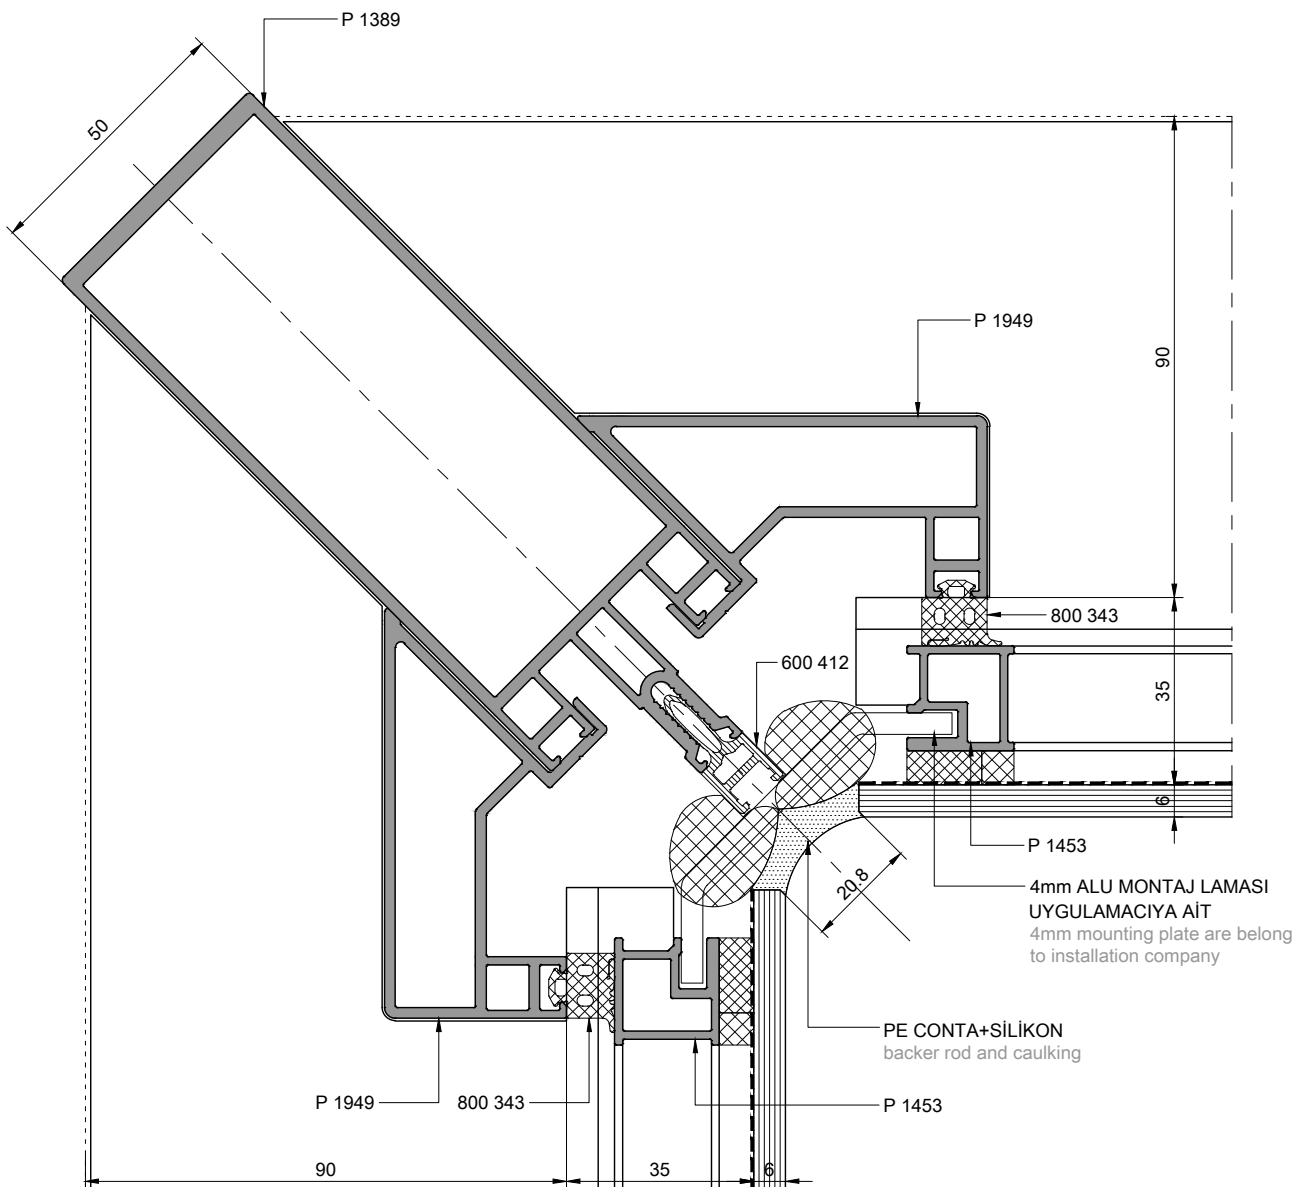 P 1389
50
P 1949
90
800 343
600 412
35
6
P 1453
20.8
4mm ALU MONTAJ LAMASI
UYGULAMACIYA AİT
4mm mounting plate are belong
to installation company
PE CONTA+SİLİKON
backer rod and caulking
P 1949
800 343
P 1453
90
35
6